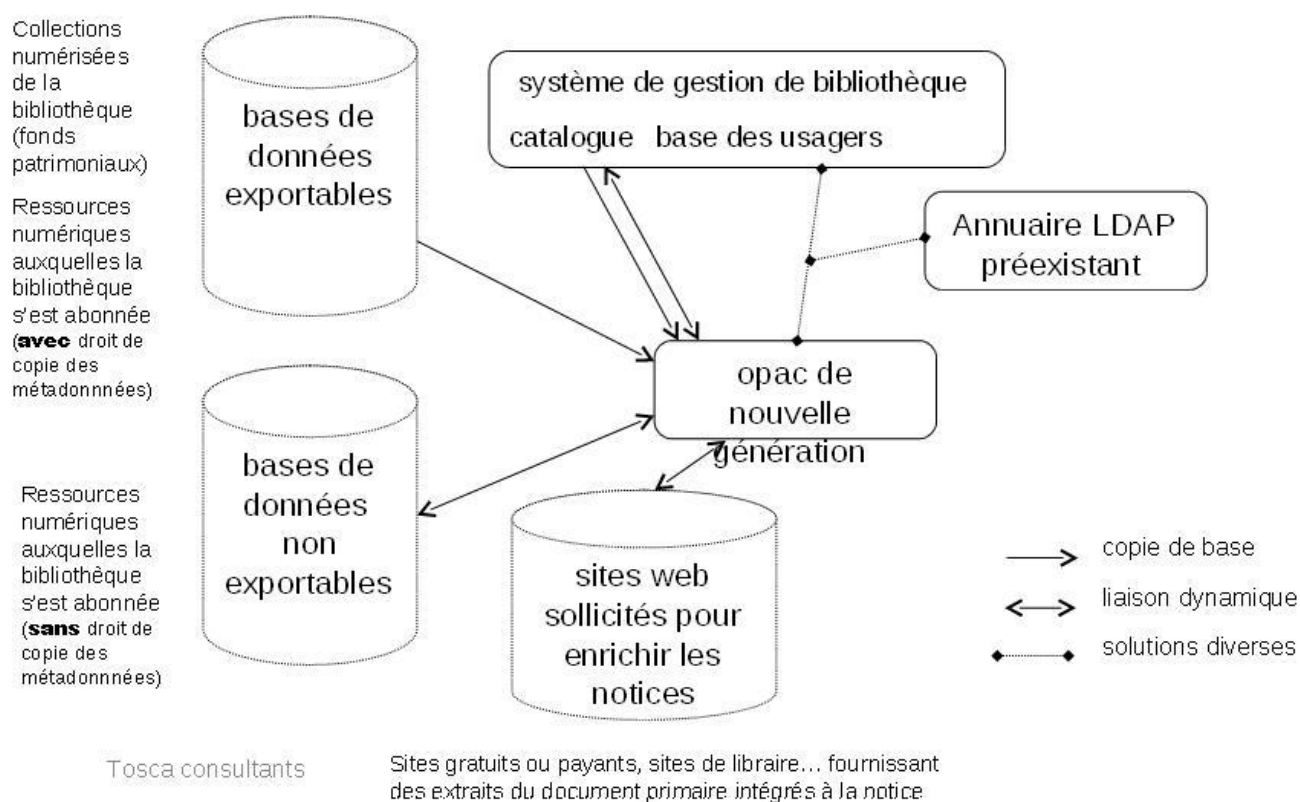 Collections
numérisées
de la
bibliothèque
(fonds
patrimoniaux)
Ressources
numériques
auxquelles la
bibliothèque
s'est abonnée
(avec droit de
copie des
métadonnnées)
bases de
données
exportables
système de gestion de bibliothèque
catalogue base des usagers
Annuaire LDAP
préexistant
opac de
nouvelle
génération
Ressources
numériques
auxquelles la
bibliothèque
s'est abonnée
(sans droit de
copie des
métadonnnées)
bases de
données
non
exportables
sites web
sollicités pour
enrichir les
notices
copie de base
liaison dynamique
solutions diverses
Tosca consultants
Sites gratuits ou payants, sites de libraire... fournissant
des extraits du document primaire intégrés à la notice